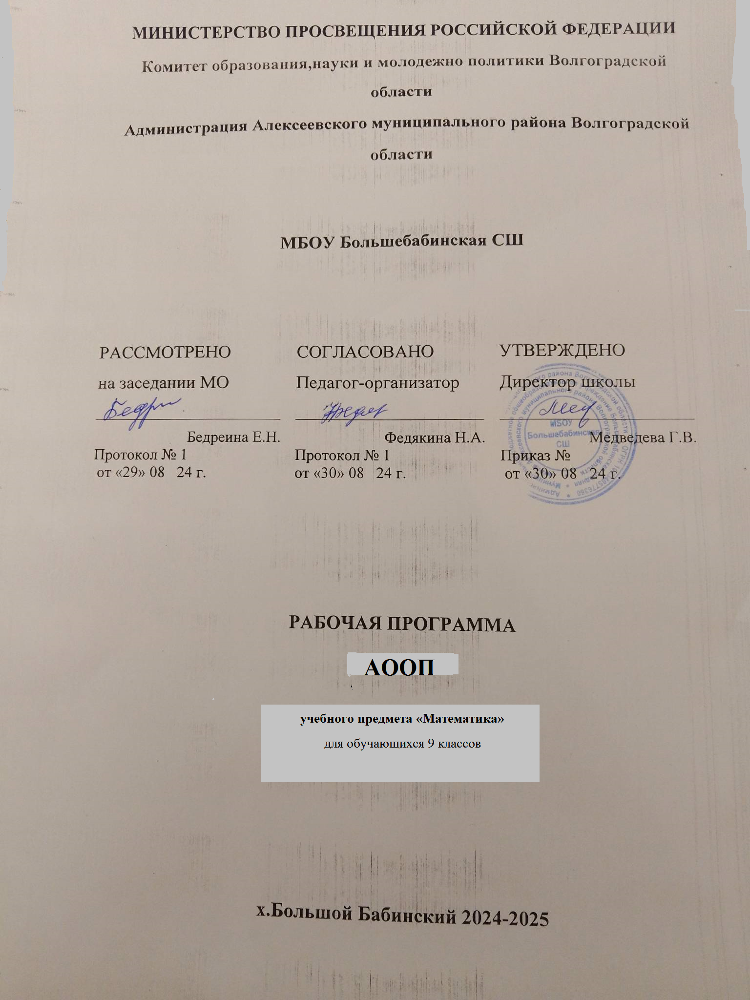 МИНИСТЕРСТВО ПРОСВЕЩЕНИЯ РОССИЙСКОЙ ФЕДЕРАЦИИ
Комитет образования,науки и молодежно политики Волгоградской
области
Администрация Алексеевского муниципального района Волгоградской
области
МБОУ Большебабинская СШ
РАССМОТРЕНО
на заседании МО
Бедреина Е.Н.
Протокол № 1
от «29» 08 24 г.
СОГЛАСОВАНО
Педагог-организатор
Федякина Н.А.
Протокол № 1
от «30» 08 24 г.
УТВЕРЖДЕНО
Директор школы
Медведева Г.В.
Приказ №
от «30» 08 24 г.
МБОУ
Большебабинская
СШ
РАБОЧАЯ ПРОГРАММА
АООП
учебного предмета «Математика»
для обучающихся 9 классов
х.Большой Бабинский 2024-2025